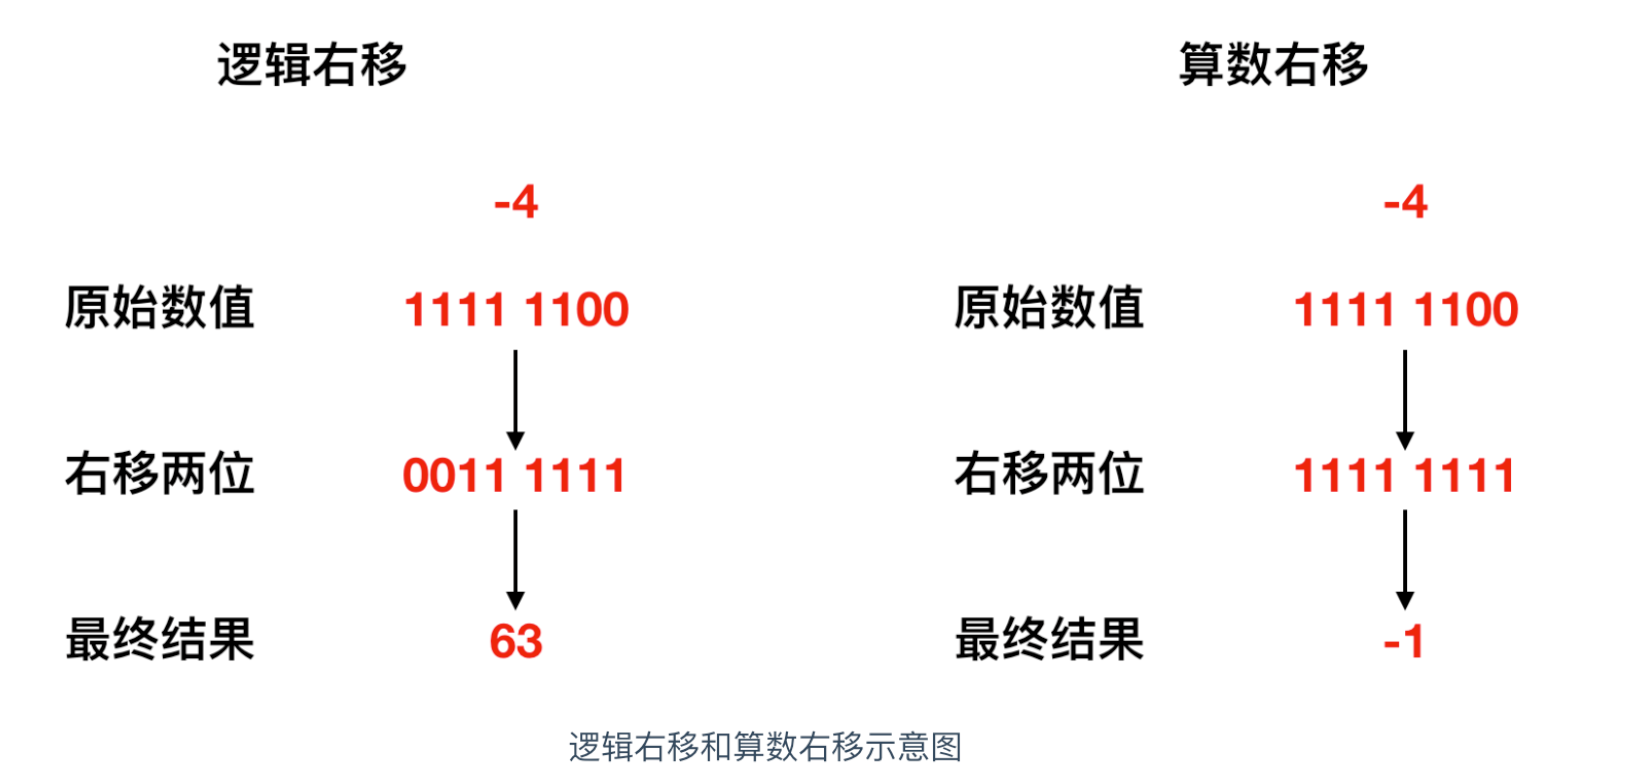 逻辑右移 算数右移
-4 -4
原始数值 1111 1100 原始数值 1111 1100
右移两位 0011 1111 右移两位 1111 1111
最终结果 63 最终结果 -1
逻辑右移和算数右移示意图